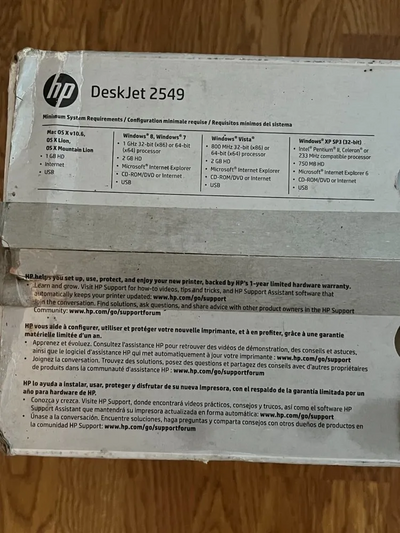 hp DeskJet 2549
Minimum System Requirements / Configuration minimale requise / Requisitos mínimos del sistema
Mac OS X v10.6,
OS X Lion,
OS X Mountain Lion
• 1 GB HD
• Internet
• USB
Windows® 8, Windows® 7
• 1 GHz 32-bit (x86) or 64-bit
(x64) processor
• 2 GB HD
• Microsoft® Internet Explorer
• CD-ROM/DVD or Internet
• USB
Windows® Vista®
• 800 MHz 32-bit (x86) or
64-bit (x64) processor
• 2 GB HD
• Microsoft® Internet Explorer
• CD-ROM/DVD or Internet
• USB
Windows® XP SP3 (32-bit)
• Intel® Pentium® II, Celeron® or
233 MHz compatible processor
• 750 MB HD
• Microsoft® Internet Explorer 6
• CD-ROM/DVD or Internet
• USB
HP helps you set up, use, protect, and enjoy your new printer, backed by HP's 1-year limited hardware warranty.
• Learn and grow. Visit HP Support for how-to videos, tips and tricks, and HP Support Assistant software that
automatically keeps your printer updated: www.hp.com/go/support
• Join the conversation. Find solutions, ask questions, and share advice with other product owners in the HP Support
Community: www.hp.com/go/supportforum
HP vous aide à configurer, utiliser et protéger votre nouvelle imprimante, et à en profiter, grâce à une garantie
matérielle limitée d'un an.
• Apprenez et évoluez. Consultez l'assistance HP pour retrouver des vidéos de démonstration, des conseils et astuces,
ainsi que le logiciel d'assistance HP qui met automatiquement à jour votre imprimante : www.hp.com/go/support
• Joignez la conversation. Trouvez des solutions, posez des questions et partagez des conseils avec d'autres propriétaires
de produits dans la communauté d'assistance HP : www.hp.com/go/supportforum
HP lo ayuda a instalar, usar, proteger y disfrutar de su nueva impresora, con el respaldo de la garantía limitada por un
año para hardware de HP.
• Conozca y crezca. Visite HP Support, donde encontrará videos prácticos, consejos y trucos, así como el software HP
Support Assistant que mantendrá su impresora actualizada en forma automática: www.hp.com/go/support
• Únase a la conversación. Encuentre soluciones, haga preguntas y comparta consejos con otros dueños de productos en
la comunidad HP Support: www.hp.com/go/supportforum